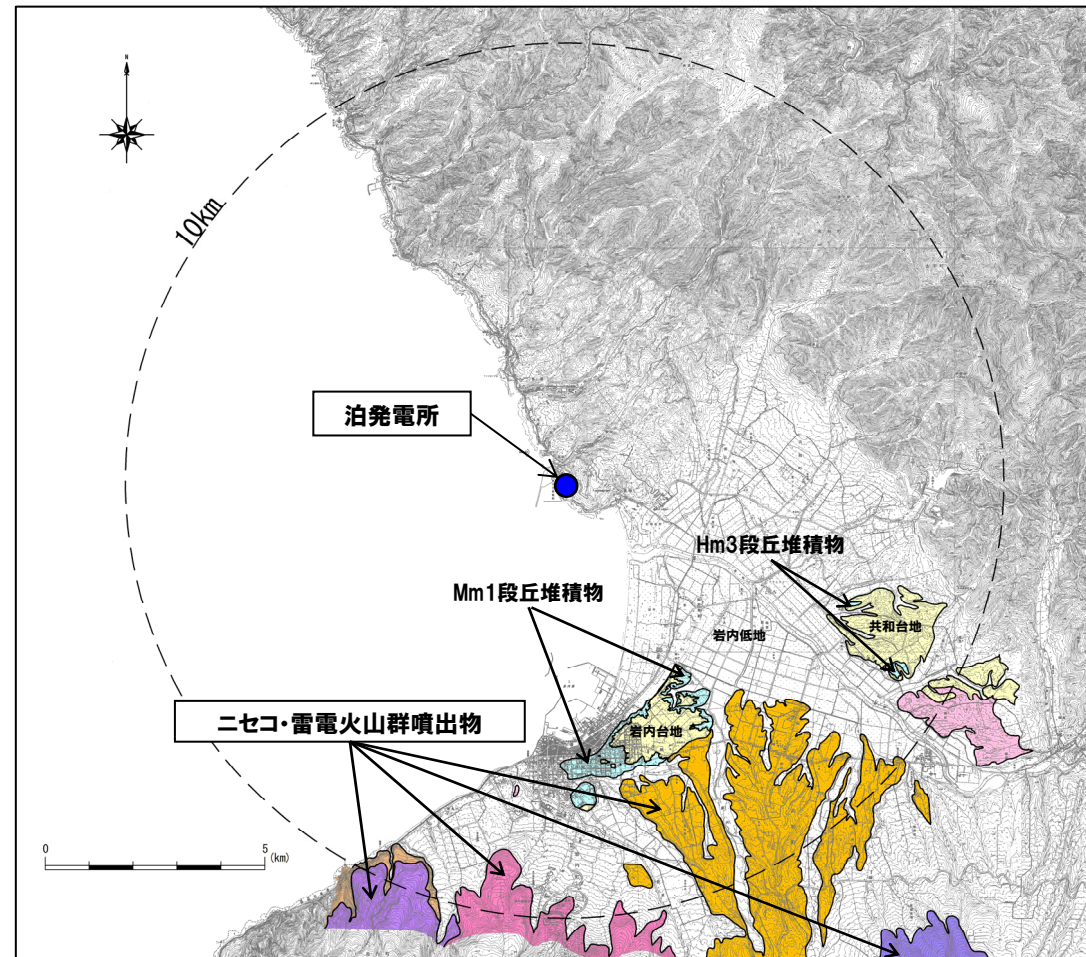 N
10km
泊発電所
Hm3段丘堆積物
Mm1段丘堆積物
共和台地
岩内低地
ニセコ・雷電火山群噴出物
岩内台地
0 5 (km)